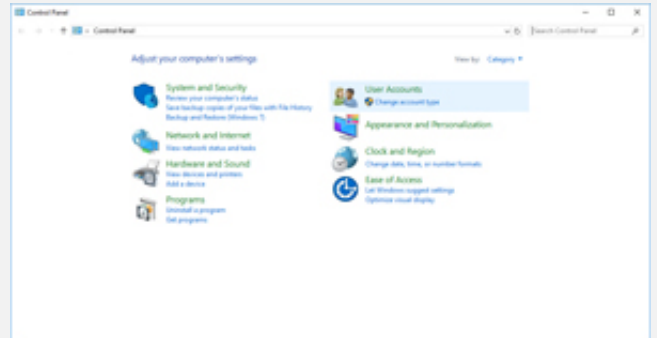 Control Panel
Control Panel
Search Control Panel
Adjust your computer's settings
View by: Category
System and Security
Review your computer's status
Save backup copies of your files with File History
Backup and Restore (Windows 7)
Network and Internet
View network status and tasks
Hardware and Sound
View devices and printers
Add a device
Programs
Uninstall a program
Get programs
User Accounts
Change account type
Appearance and Personalization
Clock and Region
Change date, time, or number formats
Ease of Access
Let Windows suggest settings
Optimize visual display